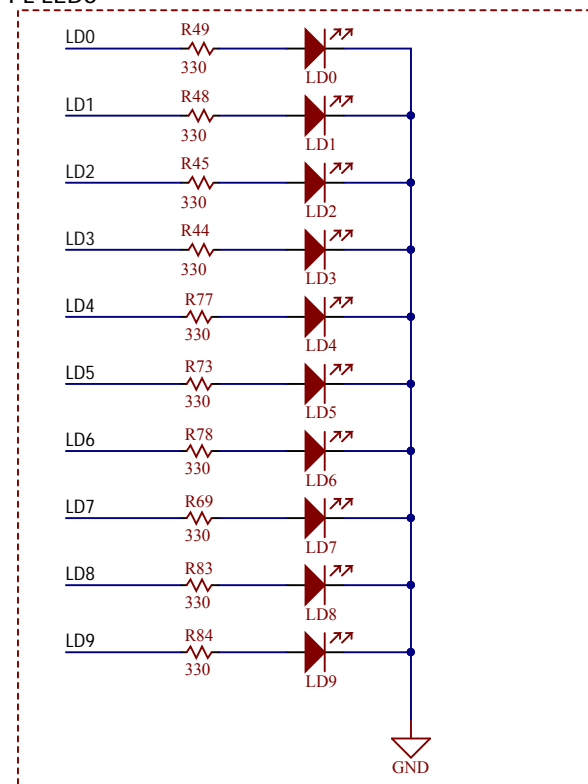 LD0 R49
330 LD0
LD1 R48
330 LD1
LD2 R45
330 LD2
LD3 R44
330 LD3
LD4 R77
330 LD4
LD5 R73
330 LD5
LD6 R78
330 LD6
LD7 R69
330 LD7
LD8 R83
330 LD8
LD9 R84
330 LD9
GND